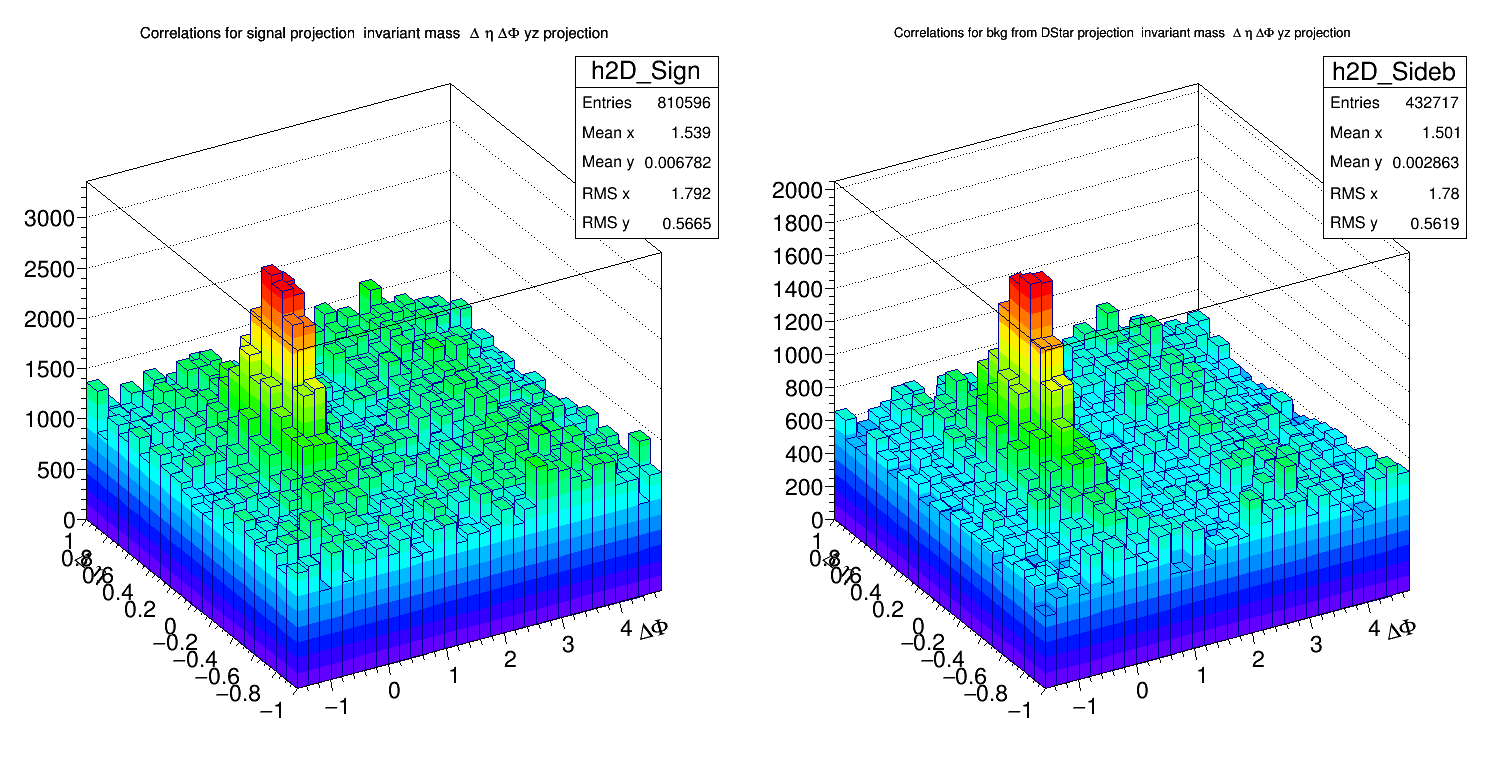 Correlations for signal projection invariant mass Δ η ΔΦ yz projection
h2D_Sign
Entries 810596
Mean x 1.539
Mean y 0.006782
RMS x 1.792
RMS y 0.5665
3000
2500
2000
1500
1000
500
0
1
0.8
0.6
0.4
0.2
0
−0.2
−0.4
−0.6
−0.8
−1
Δ η
−1
0
1
2
3
4
ΔΦ
Correlations for bkg from DStar projection invariant mass Δ η ΔΦ yz projection
h2D_Sideb
Entries 432717
Mean x 1.501
Mean y 0.002863
RMS x 1.78
RMS y 0.5619
2000
1800
1600
1400
1200
1000
800
600
400
200
0
1
0.8
0.6
0.4
0.2
0
−0.2
−0.4
−0.6
−0.8
−1
Δ η
−1
0
1
2
3
4
ΔΦ